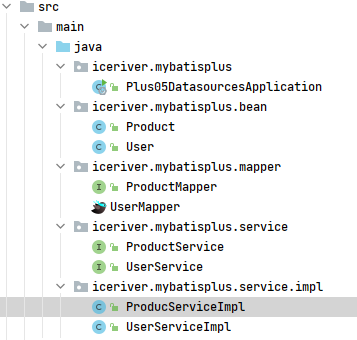 src
main
java
iceriver.mybatisplus
Plus05DatasourcesApplication
iceriver.mybatisplus.bean
Product
User
iceriver.mybatisplus.mapper
ProductMapper
UserMapper
iceriver.mybatisplus.service
ProductService
UserService
iceriver.mybatisplus.service.impl
ProducServiceImpl
UserServiceImpl